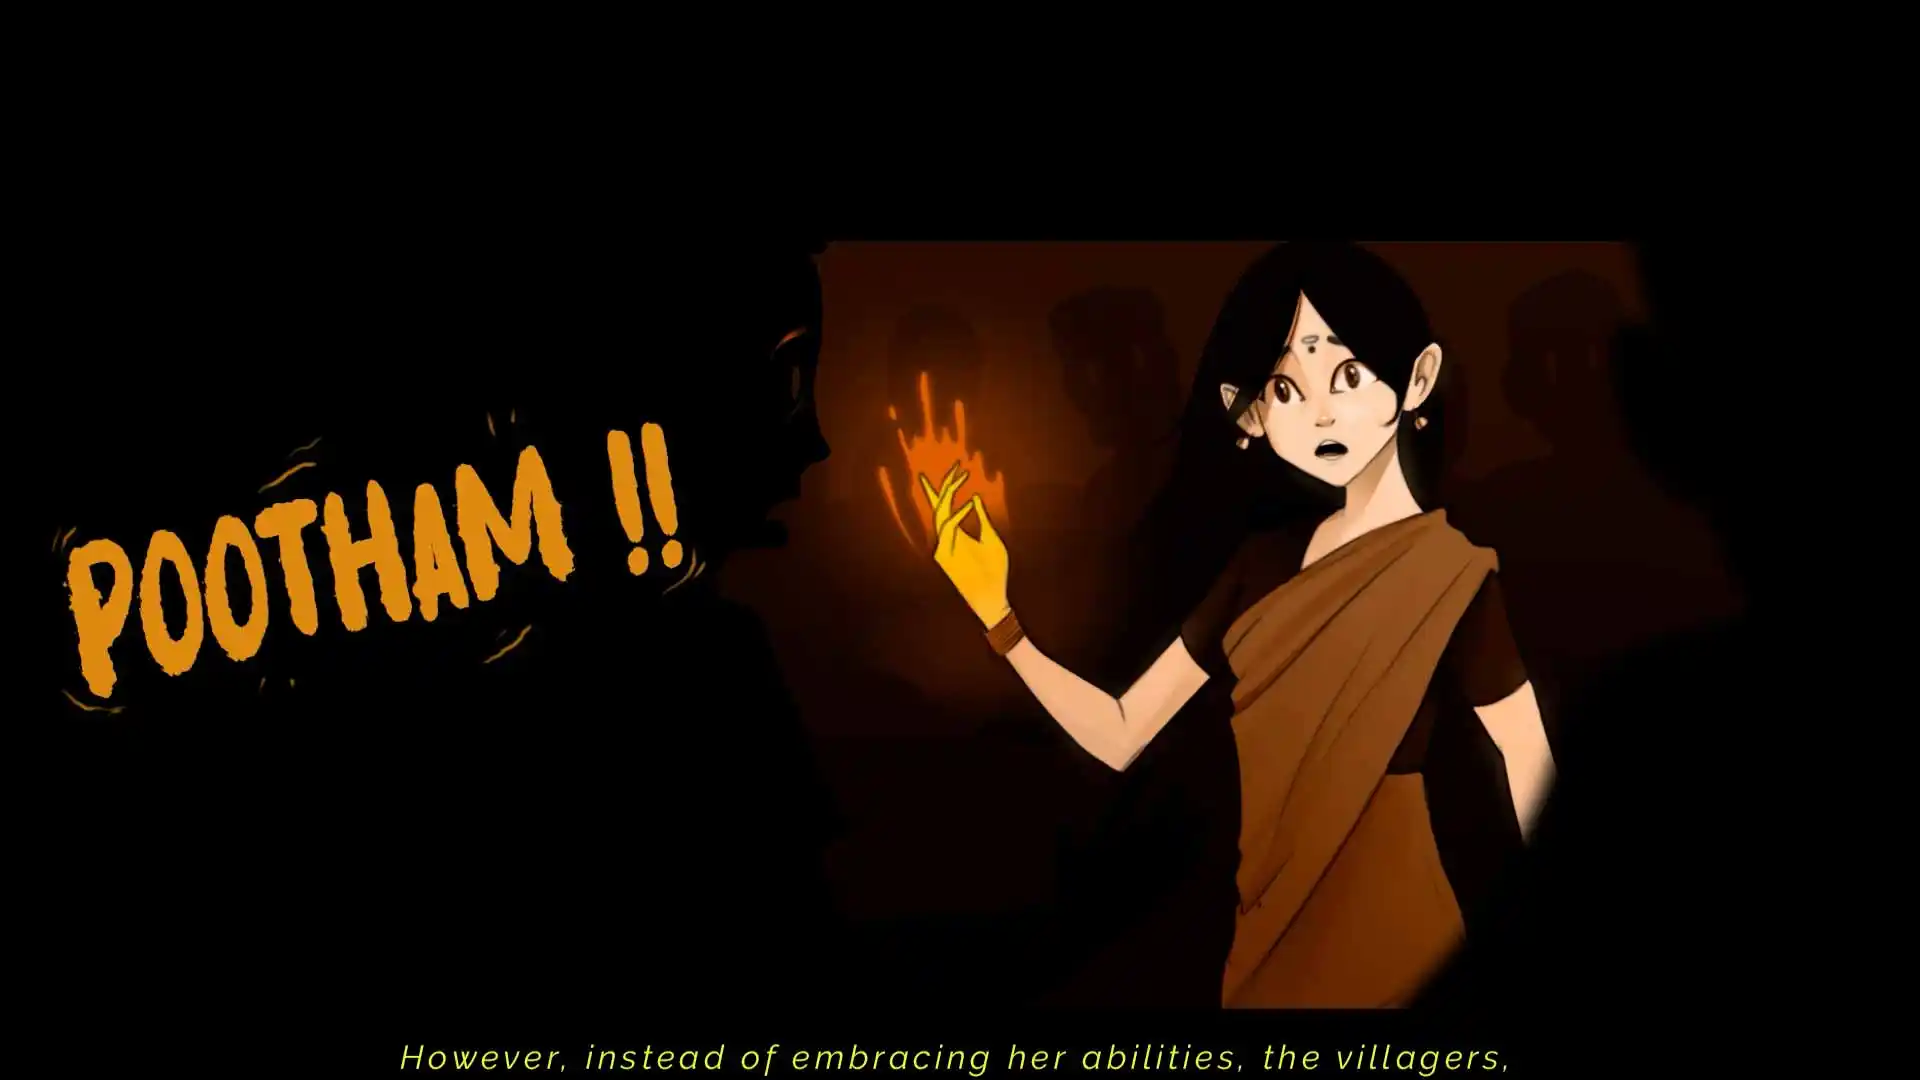 POOTHAM !!
However, instead of embracing her abilities, the villagers,